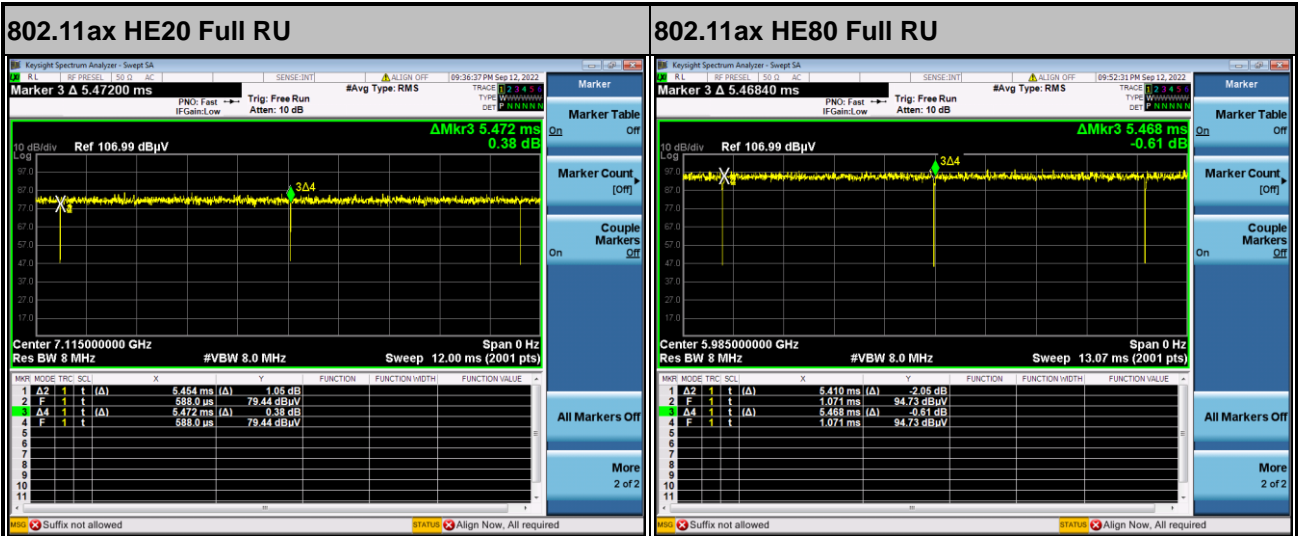 802.11ax HE20 Full RU
Keysight Spectrum Analyzer - Swept SA
RL RF PRESEL 50 Ω AC SENSE:INT ALIGN OFF 09:36:37 PM Sep 12, 2022
Marker 3 Δ 5.47200 ms
PNO: Fast
IFGain:Low
Trig: Free Run
Atten: 10 dB
#Avg Type: RMS
TRACE 1 2 3 4 5 6
TYPE WWWWWW
DET P N N N N N
ΔMkr3 5.472 ms
0.38 dB
10 dB/div Ref 106.99 dBµV
Log
97.0
87.0
77.0
67.0
57.0
47.0
37.0
27.0
17.0
3Δ4
Center 7.115000000 GHz Span 0 Hz
Res BW 8 MHz #VBW 8.0 MHz Sweep 12.00 ms (2001 pts)
MKR MODE TRC SCL X Y FUNCTION FUNCTION WIDTH FUNCTION VALUE
1 Δ2 1 t (Δ) 5.454 ms (Δ) 1.05 dB
2 F 1 t 588.0 µs 79.44 dBµV
3 Δ4 1 t (Δ) 5.472 ms (Δ) 0.38 dB
4 F 1 t 588.0 µs 79.44 dBµV
5
6
7
8
9
10
11
MSG Suffix not allowed STATUS Align Now, All required
Marker
Marker Table
On Off
Marker Count
[Off]
Couple
Markers
On Off
All Markers Off
More
2 of 2
802.11ax HE80 Full RU
Keysight Spectrum Analyzer - Swept SA
RL RF PRESEL 50 Ω AC SENSE:INT ALIGN OFF 09:52:31 PM Sep 12, 2022
Marker 3 Δ 5.46840 ms
PNO: Fast
IFGain:Low
Trig: Free Run
Atten: 10 dB
#Avg Type: RMS
TRACE 1 2 3 4 5 6
TYPE WWWWWW
DET P N N N N N
ΔMkr3 5.468 ms
-0.61 dB
10 dB/div Ref 106.99 dBµV
Log
97.0
87.0
77.0
67.0
57.0
47.0
37.0
27.0
17.0
3Δ4
Center 5.985000000 GHz Span 0 Hz
Res BW 8 MHz #VBW 8.0 MHz Sweep 13.07 ms (2001 pts)
MKR MODE TRC SCL X Y FUNCTION FUNCTION WIDTH FUNCTION VALUE
1 Δ2 1 t (Δ) 5.410 ms (Δ) -2.05 dB
2 F 1 t 1.071 ms 94.73 dBµV
3 Δ4 1 t (Δ) 5.468 ms (Δ) -0.61 dB
4 F 1 t 1.071 ms 94.73 dBµV
5
6
7
8
9
10
11
MSG Suffix not allowed STATUS Align Now, All required
Marker
Marker Table
On Off
Marker Count
[Off]
Couple
Markers
On Off
All Markers Off
More
2 of 2